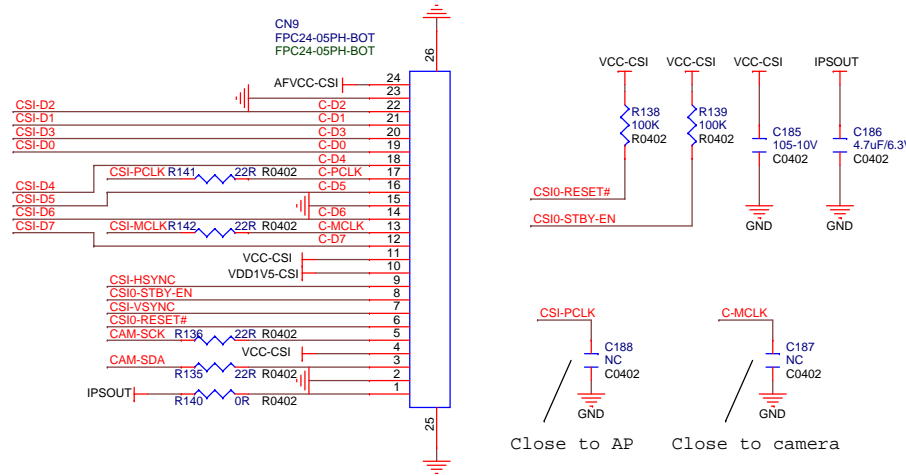 CN9
FPC24-05PH-BOT
FPC24-05PH-BOT
26
AFVCC-CSI 24
23
CSI-D2 C-D2 22
CSI-D1 C-D1 21
CSI-D3 C-D3 20
CSI-D0 C-D0 19
C-D4 18
CSI-PCLK R141 22R R0402 C-PCLK 17
CSI-D4 C-D5 16
CSI-D5 15
CSI-D6 C-D6 14
CSI-MCLK R142 22R R0402 C-MCLK 13
CSI-D7 C-D7 12
VCC-CSI 11
VDD1V5-CSI 10
CSI-HSYNC 9
CSI0-STBY-EN 8
CSI-VSYNC 7
CSI0-RESET# 6
CAM-SCK R136 22R R0402 5
VCC-CSI 4
CAM-SDA R135 22R R0402 3
2
IPSOUT R140 0R R0402 1
25
VCC-CSI VCC-CSI VCC-CSI IPSOUT
R138
100K
R0402
R139
100K
R0402
C185
105-10V
C0402
C186
4.7uF/6.3V
C0402
CSI0-RESET#
CSI0-STBY-EN
GND GND
CSI-PCLK C-MCLK
C188
NC
C0402
C187
NC
C0402
GND GND
Close to AP Close to camera